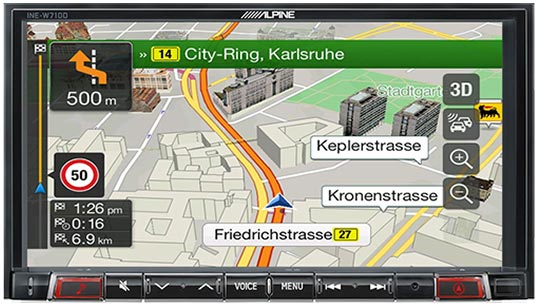 INE-W710D
ALPINE
» 14 City-Ring, Karlsruhe
500 m
Stadtgart
3D
Keplerstrasse
50
Kronenstrasse
1:26 pm
0:16
6.9 km
Friedrichstrasse 27
VOICE
MENU